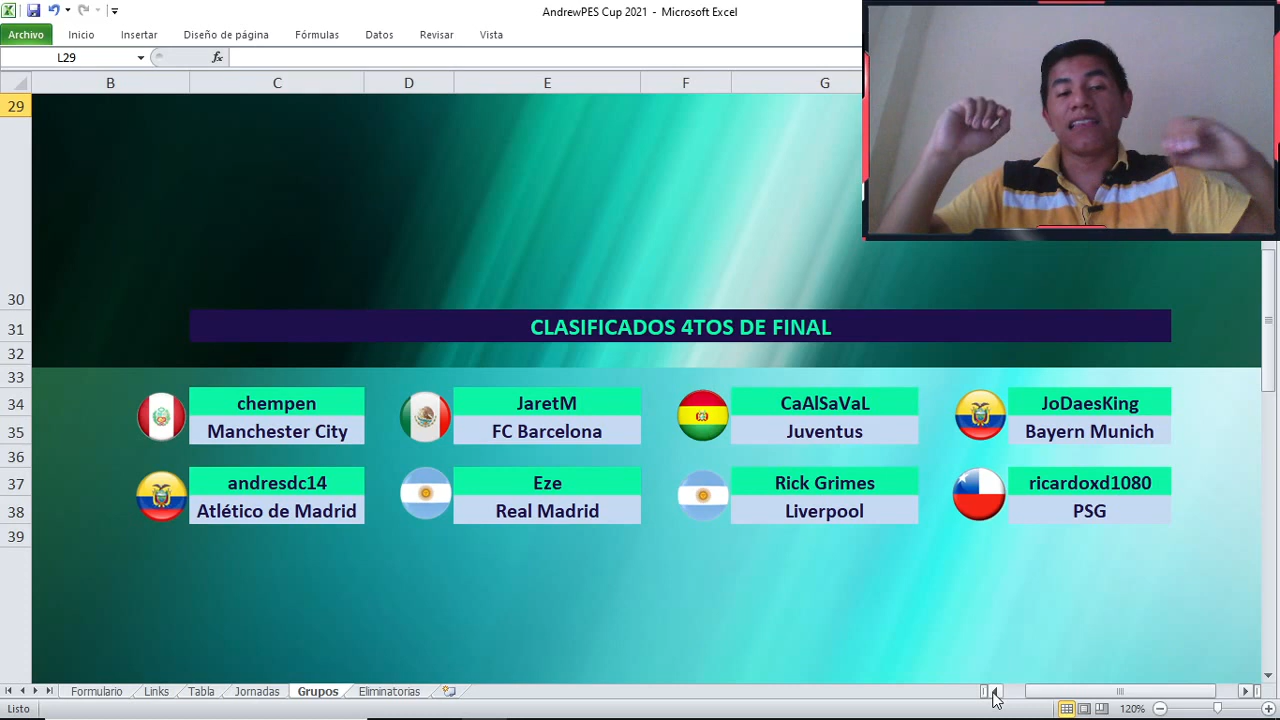 AndrewPES Cup 2021 - Microsoft Excel
Archivo Inicio Insertar Diseño de página Fórmulas Datos Revisar Vista
L29 fx
B C D E F G
29
30
31 CLASIFICADOS 4TOS DE FINAL
32
33
34 chempen JaretM CaAlSaVaL JoDaesKing
35 Manchester City FC Barcelona Juventus Bayern Munich
36
37 andresdc14 Eze Rick Grimes ricardoxd1080
38 Atlético de Madrid Real Madrid Liverpool PSG
39
Formulario Links Tabla Jornadas Grupos Eliminatorias
Listo 120%